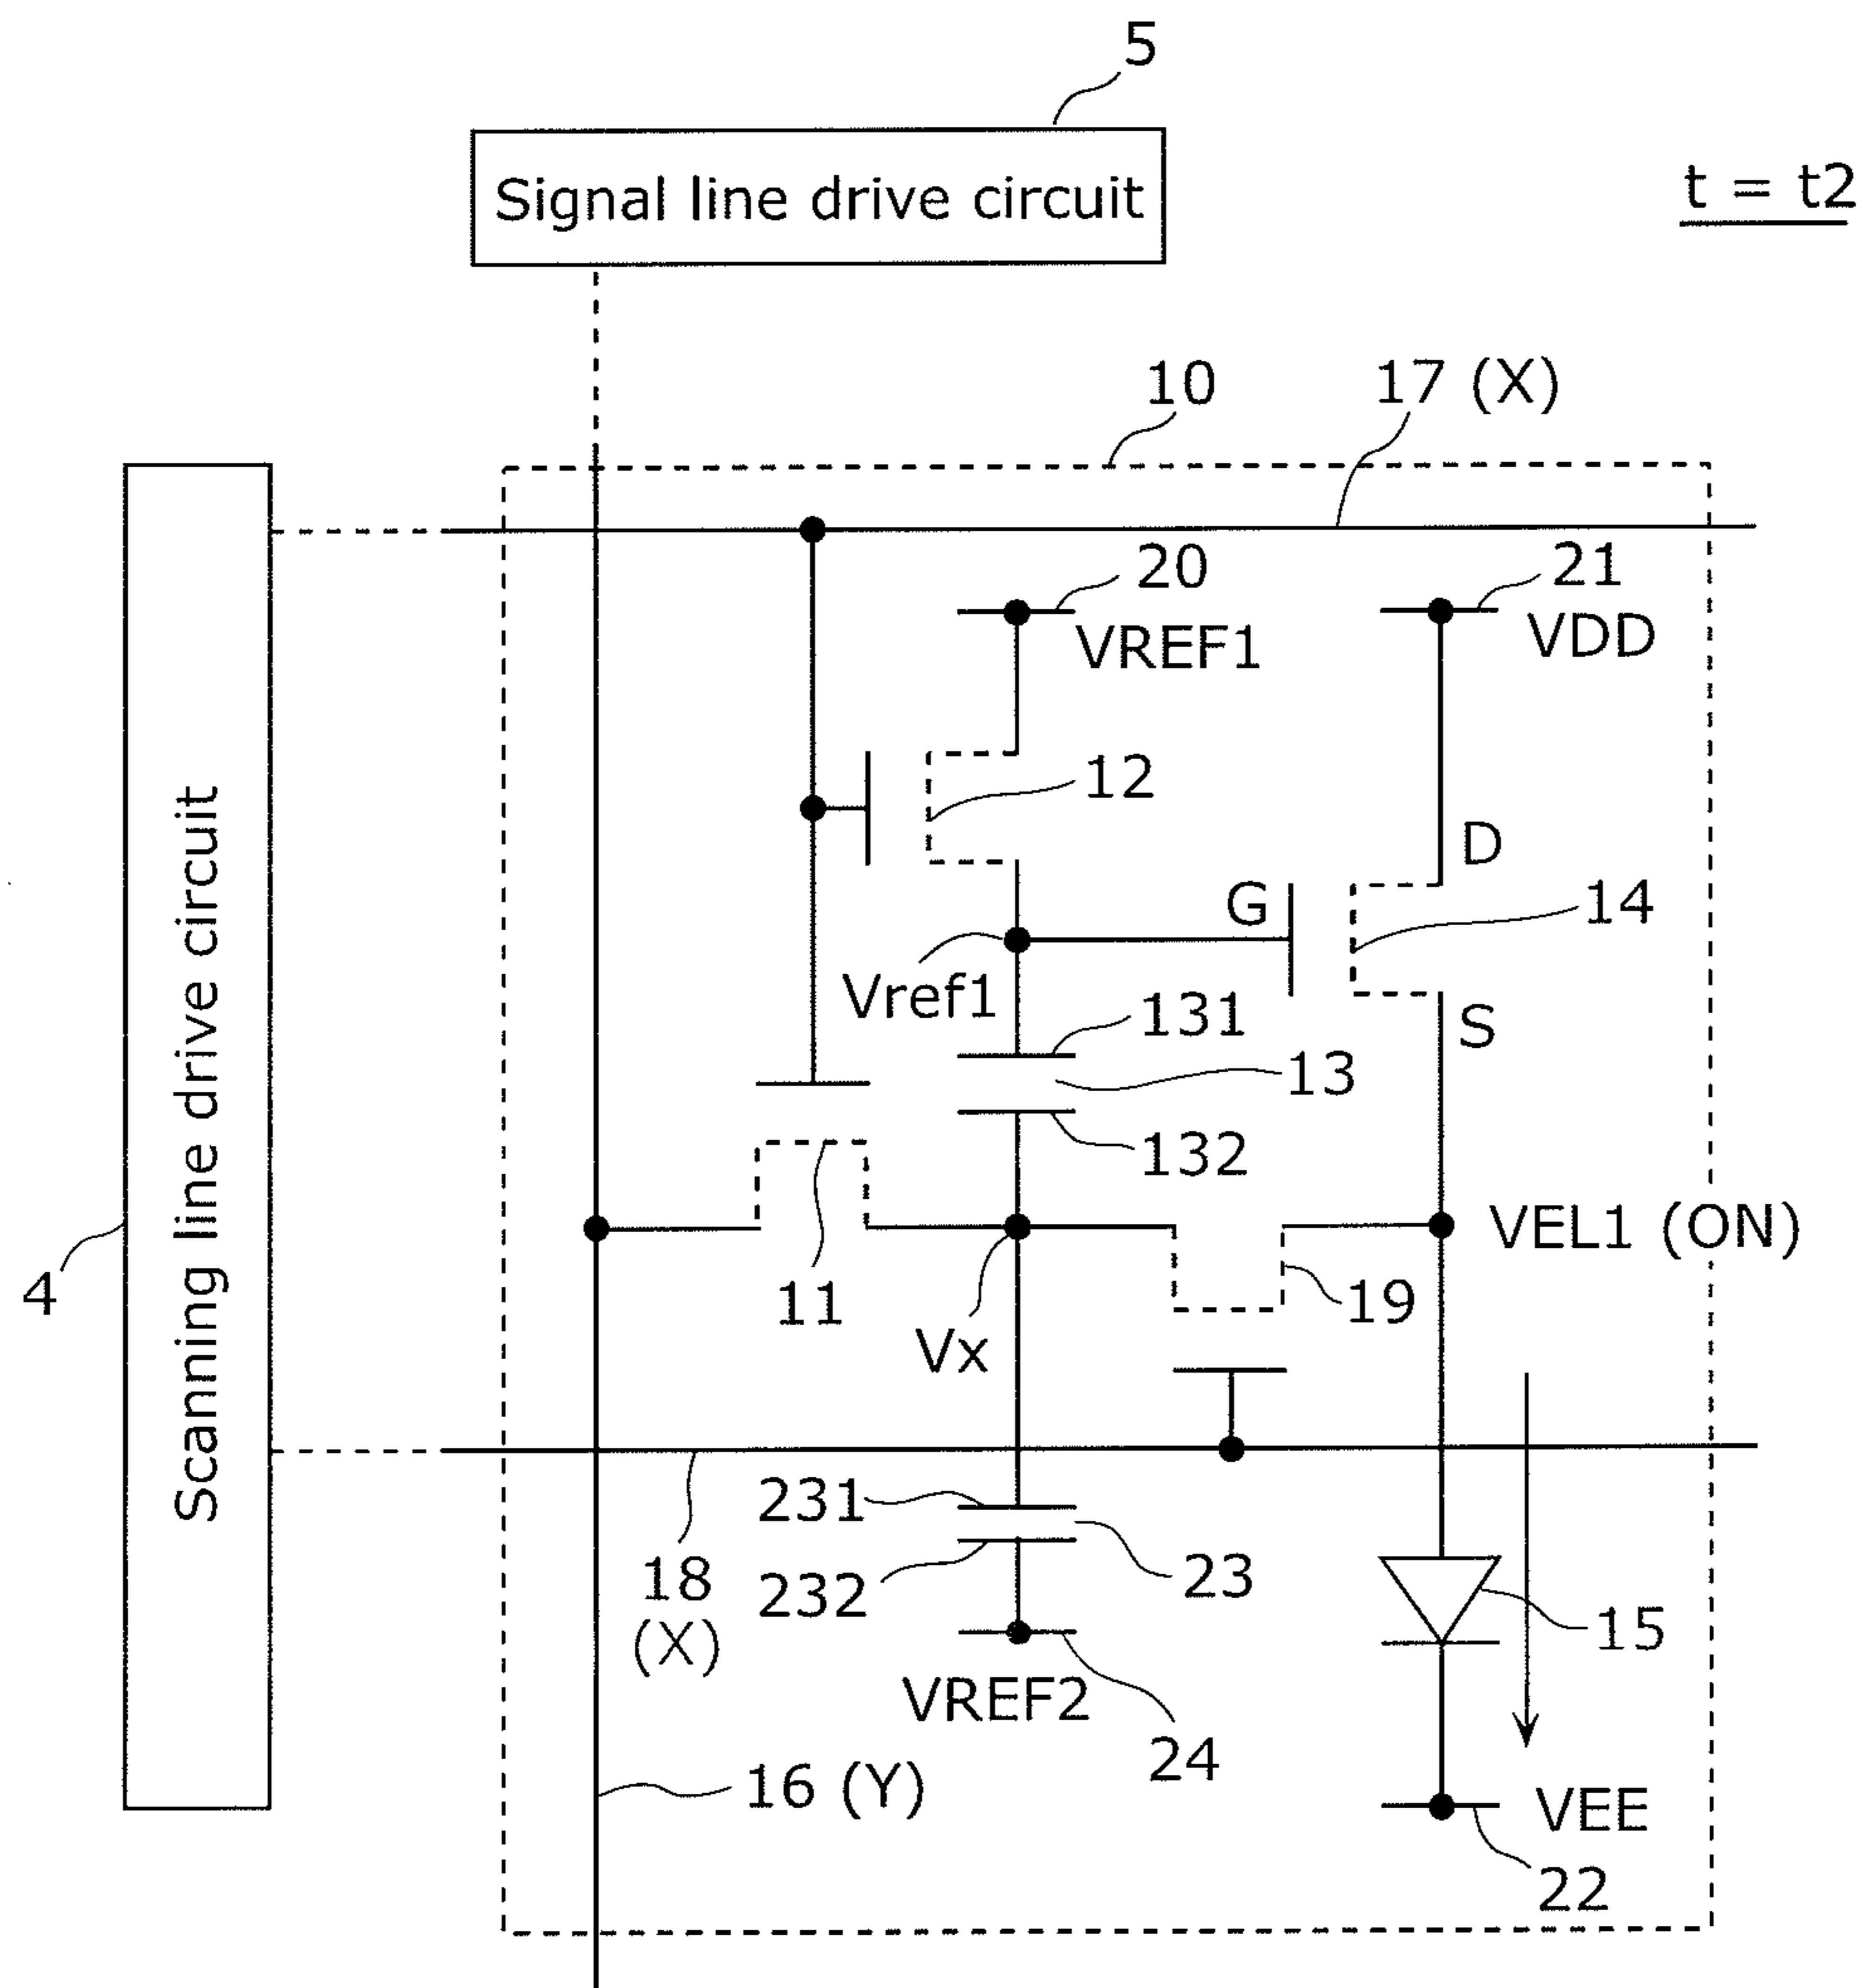 5
Signal line drive circuit
t = t2
10
17 (X)
20
VREF1
21
VDD
12
D
G
14
Vref1
131
S
13
132
VEL1 (ON)
11
19
Vx
4
Scanning line drive circuit
231
232
23
18
(X)
15
VREF2
24
16 (Y)
VEE
22